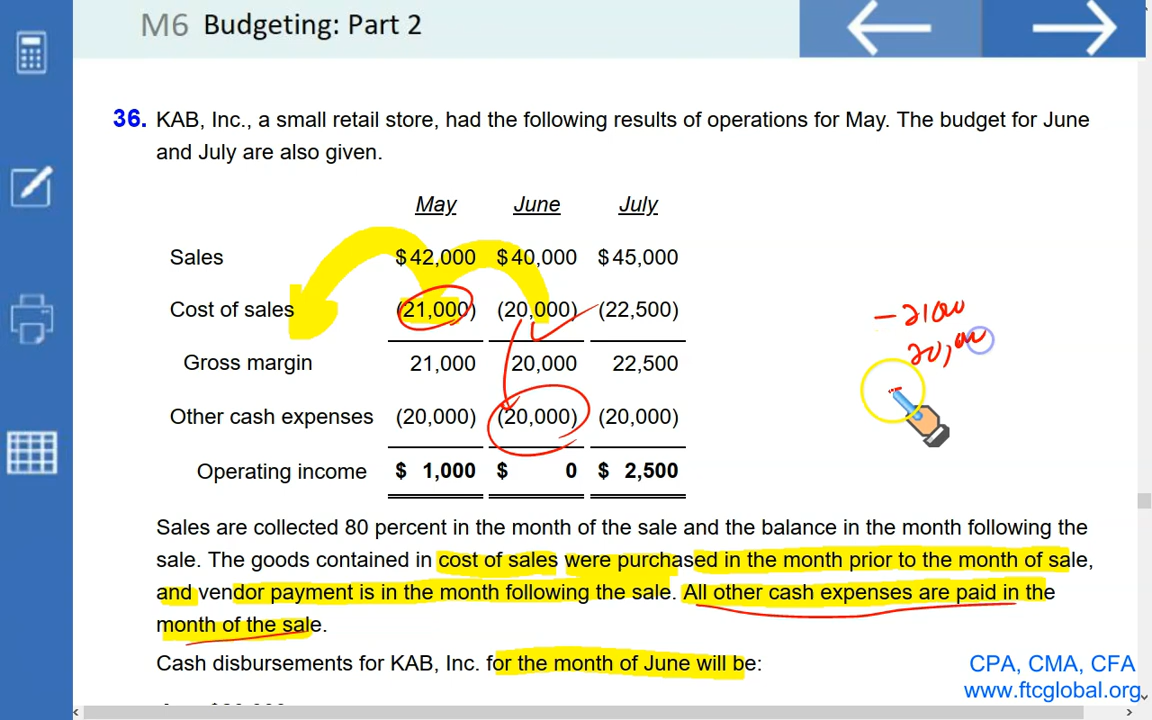 M6 Budgeting: Part 2
36. KAB, Inc., a small retail store, had the following results of operations for May. The budget for June
and July are also given.
May June July
Sales $42,000 $40,000 $45,000
Cost of sales (21,000) (20,000) (22,500)
Gross margin 21,000 20,000 22,500
Other cash expenses (20,000) (20,000) (20,000)
Operating income $ 1,000 $ 0 $ 2,500
- 21000
20,000
Sales are collected 80 percent in the month of the sale and the balance in the month following the
sale. The goods contained in cost of sales were purchased in the month prior to the month of sale,
and vendor payment is in the month following the sale. All other cash expenses are paid in the
month of the sale.
Cash disbursements for KAB, Inc. for the month of June will be:
CPA, CMA, CFA
www.ftcglobal.org